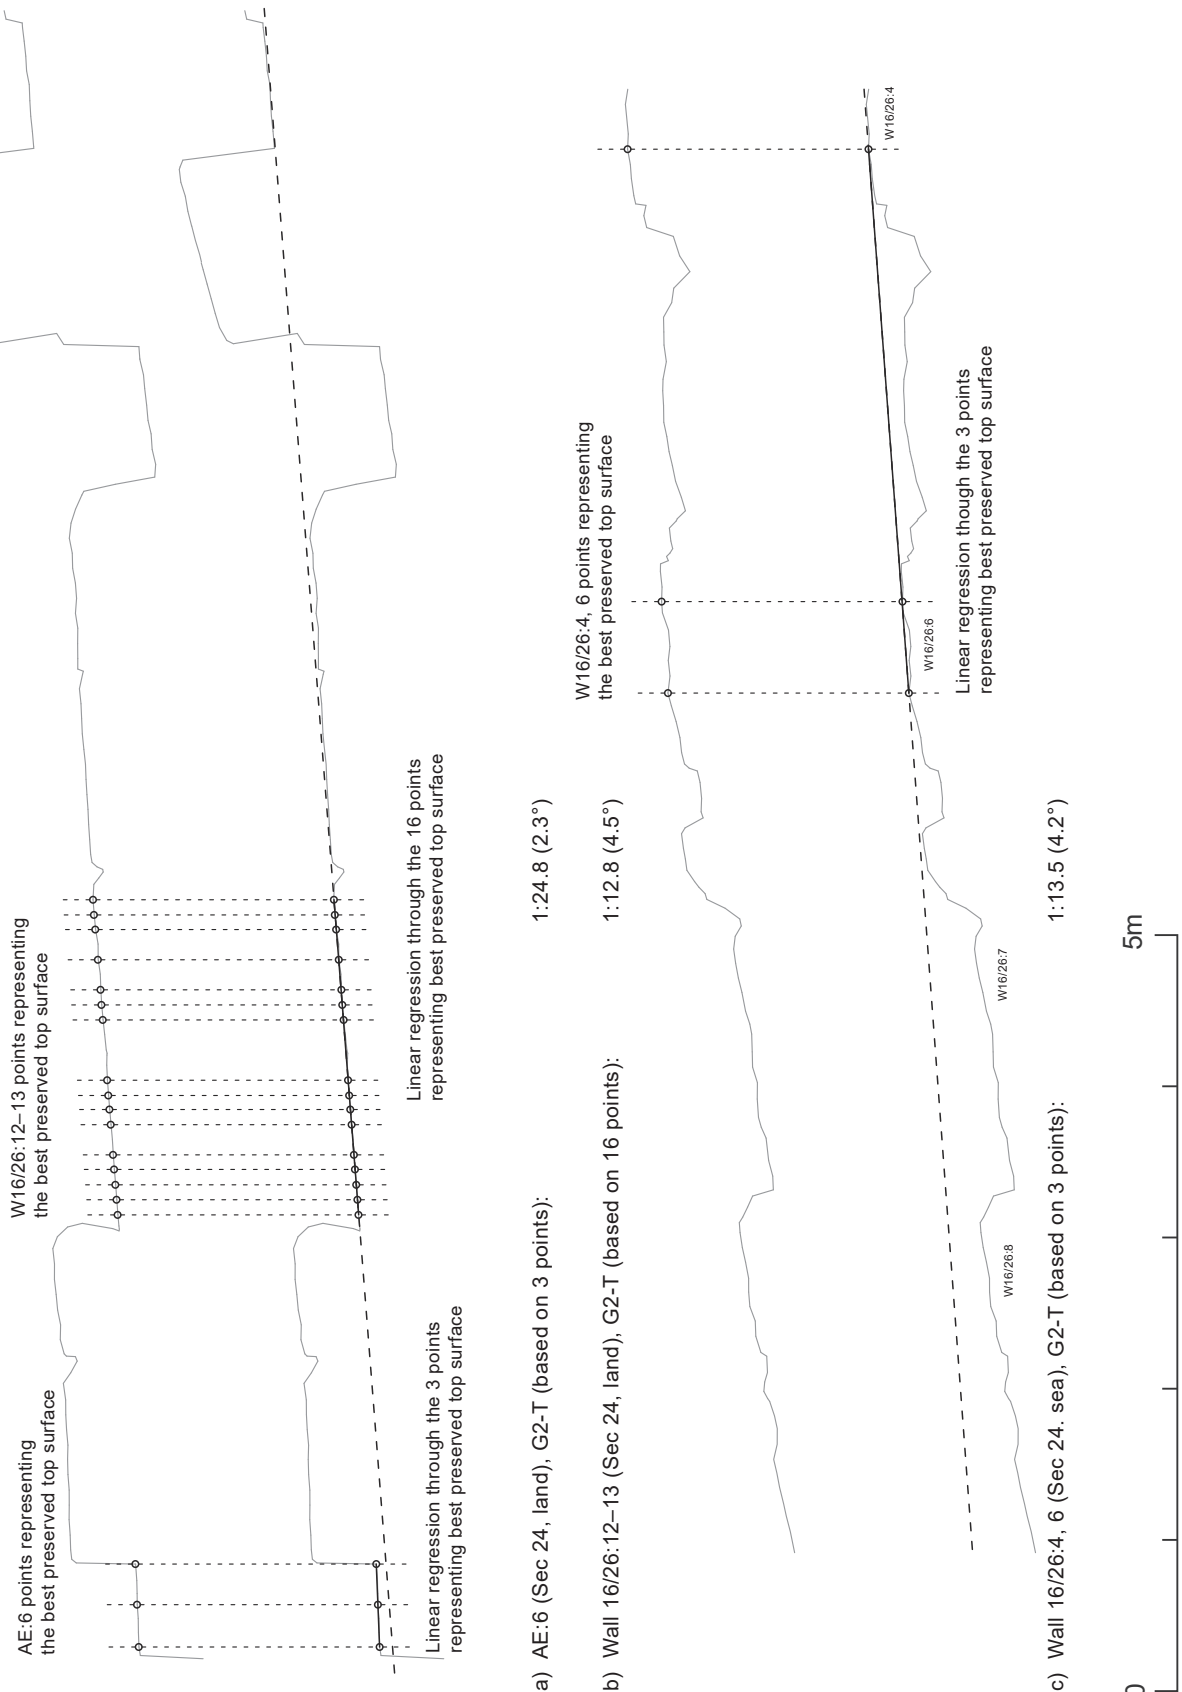 AE:6 points representing
the best preserved top surface
W16/26:12–13 points representing
the best preserved top surface
Linear regression through the 3 points
representing best preserved top surface
Linear regression through the 16 points
representing best preserved top surface
a) AE:6 (Sec 24, land), G2-T (based on 3 points): 1:24.8 (2.3°)
b) Wall 16/26:12–13 (Sec 24, land), G2-T (based on 16 points): 1:12.8 (4.5°)
W16/26:4, 6 points representing
the best preserved top surface
W16/26:4
W16/26:6
Linear regression though the 3 points
representing best preserved top surface
W16/26:7
W16/26:8
c) Wall 16/26:4, 6 (Sec 24. sea), G2-T (based on 3 points): 1:13.5 (4.2°)
0 5m